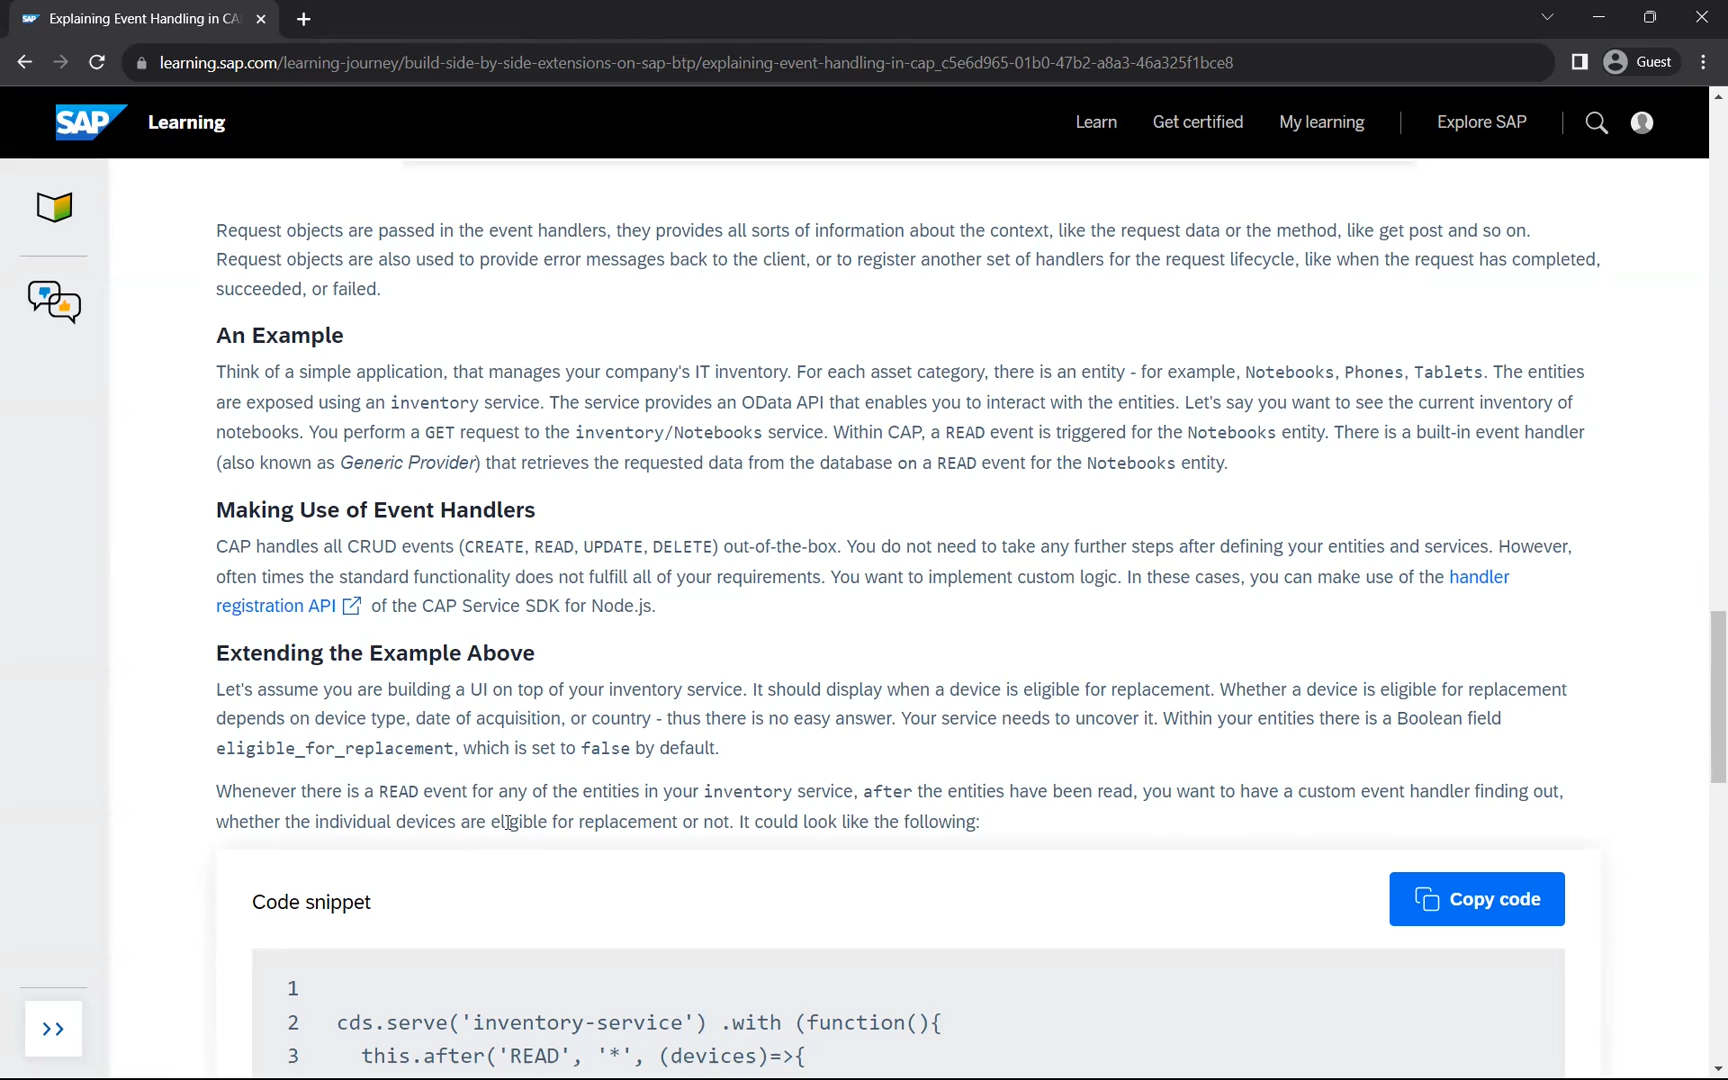 SAP Explaining Event Handling in CA
learning.sap.com/learning-journey/build-side-by-side-extensions-on-sap-btp/explaining-event-handling-in-cap_c5e6d965-01b0-47b2-a8a3-46a325f1bce8
Guest
SAP Learning
Learn Get certified My learning Explore SAP
Request objects are passed in the event handlers, they provides all sorts of information about the context, like the request data or the method, like get post and so on.
Request objects are also used to provide error messages back to the client, or to register another set of handlers for the request lifecycle, like when the request has completed,
succeeded, or failed.
An Example
Think of a simple application, that manages your company's IT inventory. For each asset category, there is an entity - for example, Notebooks, Phones, Tablets. The entities
are exposed using an inventory service. The service provides an OData API that enables you to interact with the entities. Let's say you want to see the current inventory of
notebooks. You perform a GET request to the inventory/Notebooks service. Within CAP, a READ event is triggered for the Notebooks entity. There is a built-in event handler
(also known as Generic Provider) that retrieves the requested data from the database on a READ event for the Notebooks entity.
Making Use of Event Handlers
CAP handles all CRUD events (CREATE, READ, UPDATE, DELETE) out-of-the-box. You do not need to take any further steps after defining your entities and services. However,
often times the standard functionality does not fulfill all of your requirements. You want to implement custom logic. In these cases, you can make use of the handler
registration API of the CAP Service SDK for Node.js.
Extending the Example Above
Let's assume you are building a UI on top of your inventory service. It should display when a device is eligible for replacement. Whether a device is eligible for replacement
depends on device type, date of acquisition, or country - thus there is no easy answer. Your service needs to uncover it. Within your entities there is a Boolean field
eligible_for_replacement, which is set to false by default.
Whenever there is a READ event for any of the entities in your inventory service, after the entities have been read, you want to have a custom event handler finding out,
whether the individual devices are eligible for replacement or not. It could look like the following:
Code snippet
Copy code
1
2 cds.serve('inventory-service') .with (function(){
3 this.after('READ', '*', (devices)=>{